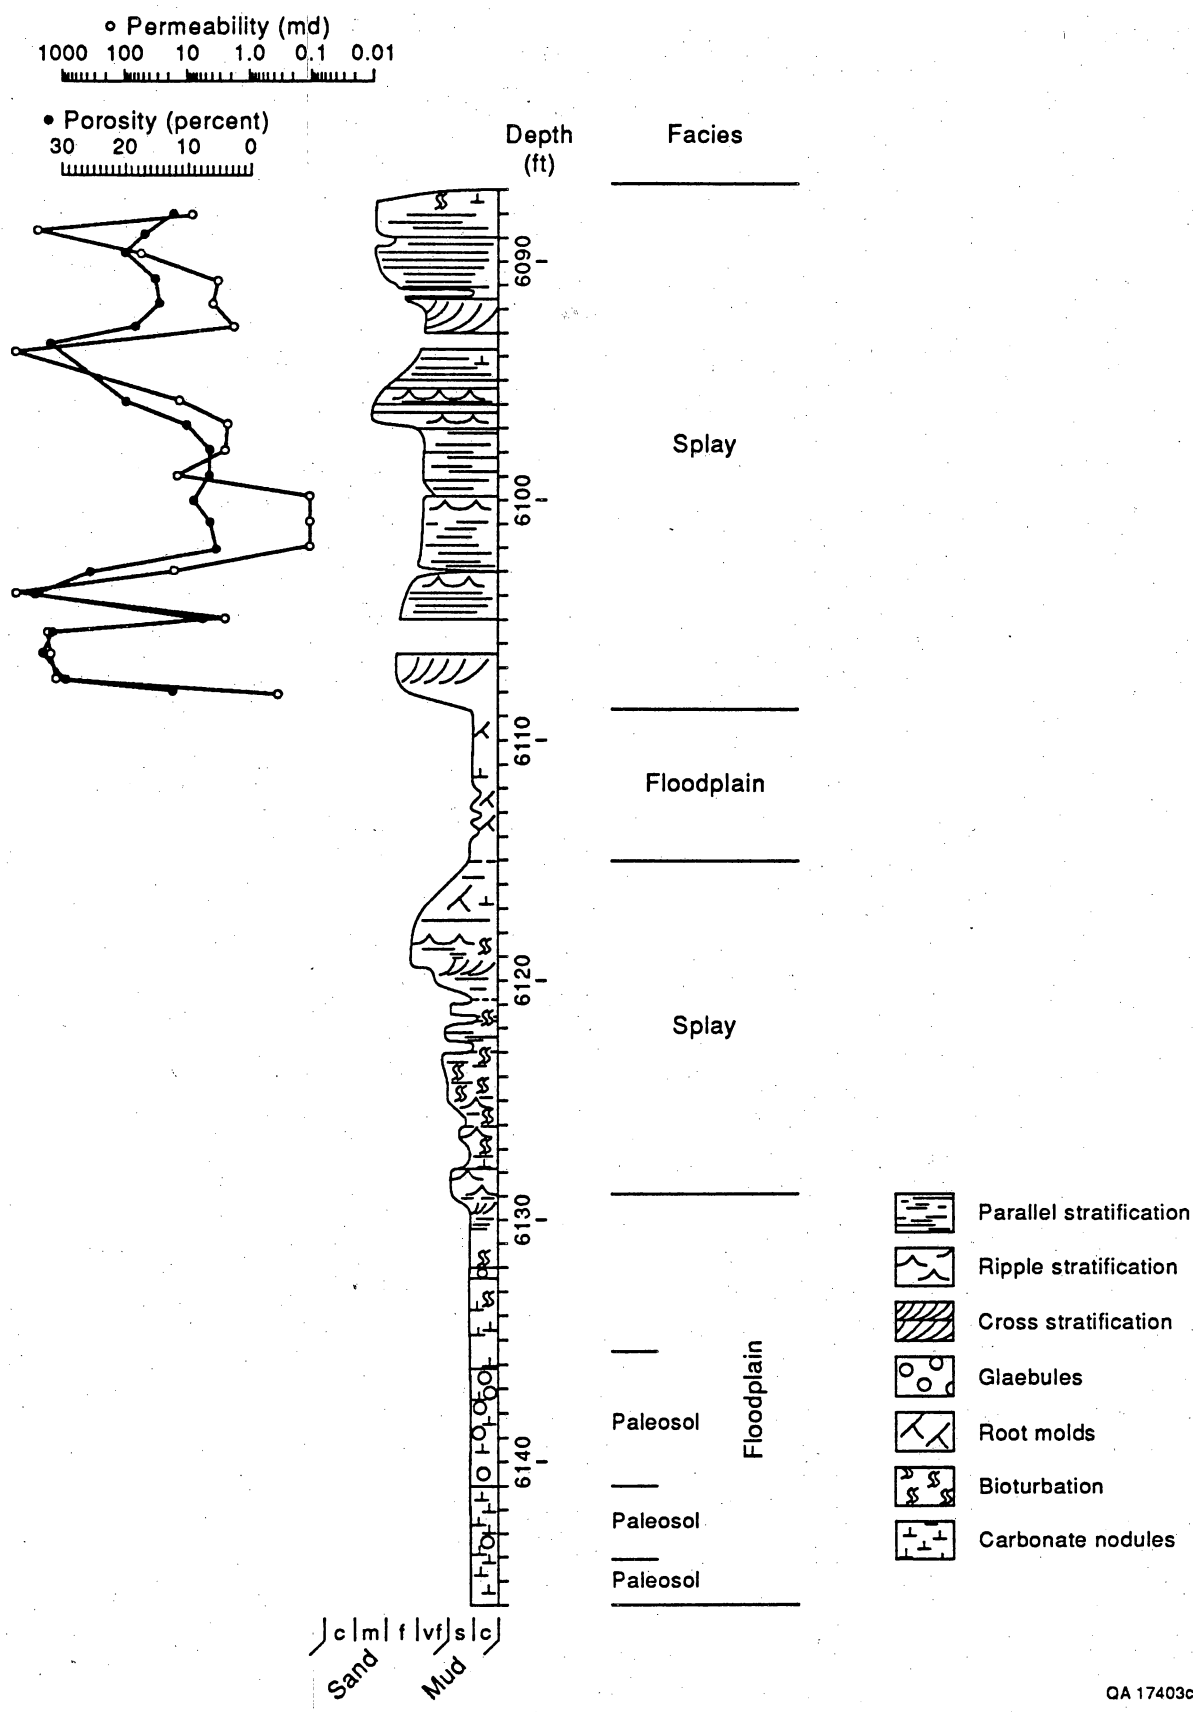 ○ Permeability (md)
1000 100 10 1.0 0.1 0.01
● Porosity (percent)
30 20 10 0
Depth
(ft)
Facies
6090
Splay
6100
6110
Floodplain
6120
Splay
6130
Parallel stratification
Ripple stratification
Cross stratification
Glaebules
Root molds
Bioturbation
Carbonate nodules
Floodplain
Paleosol
6140
Paleosol
Paleosol
c m f vf s c
Sand
Mud
QA 17403c